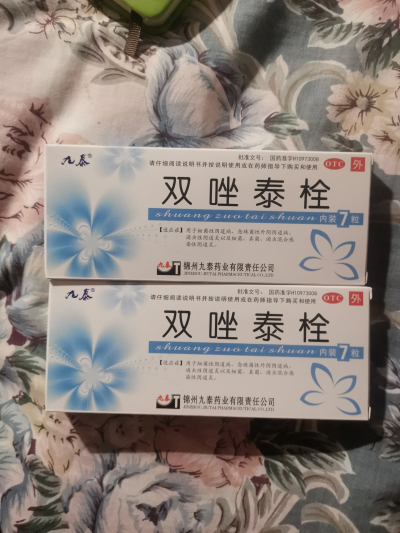 九泰®
批准文号： 国药准字H10973008
请仔细阅读说明书并按说明使用或在药师指导下购买和使用
OTC
外
双唑泰栓
shuang zuo tai shuan 内装7粒
【适应症】用于细菌性阴道病、念珠菌性外阴阴道病、
滴虫性阴道炎以及细菌、真菌、滴虫混合感
染性阴道炎。
九泰
锦州九泰药业有限责任公司
JINZHOU JIUTAI PHARMACEUTICAL CO.,LTD
九泰®
批准文号： 国药准字H10973008
请仔细阅读说明书并按说明使用或在药师指导下购买和使用
OTC
外
双唑泰栓
shuang zuo tai shuan 内装7粒
【适应症】用于细菌性阴道病、念珠菌性外阴阴道病、
滴虫性阴道炎以及细菌、真菌、滴虫混合感
染性阴道炎。
九泰
锦州九泰药业有限责任公司
JINZHOU JIUTAI PHARMACEUTICAL CO.,LTD